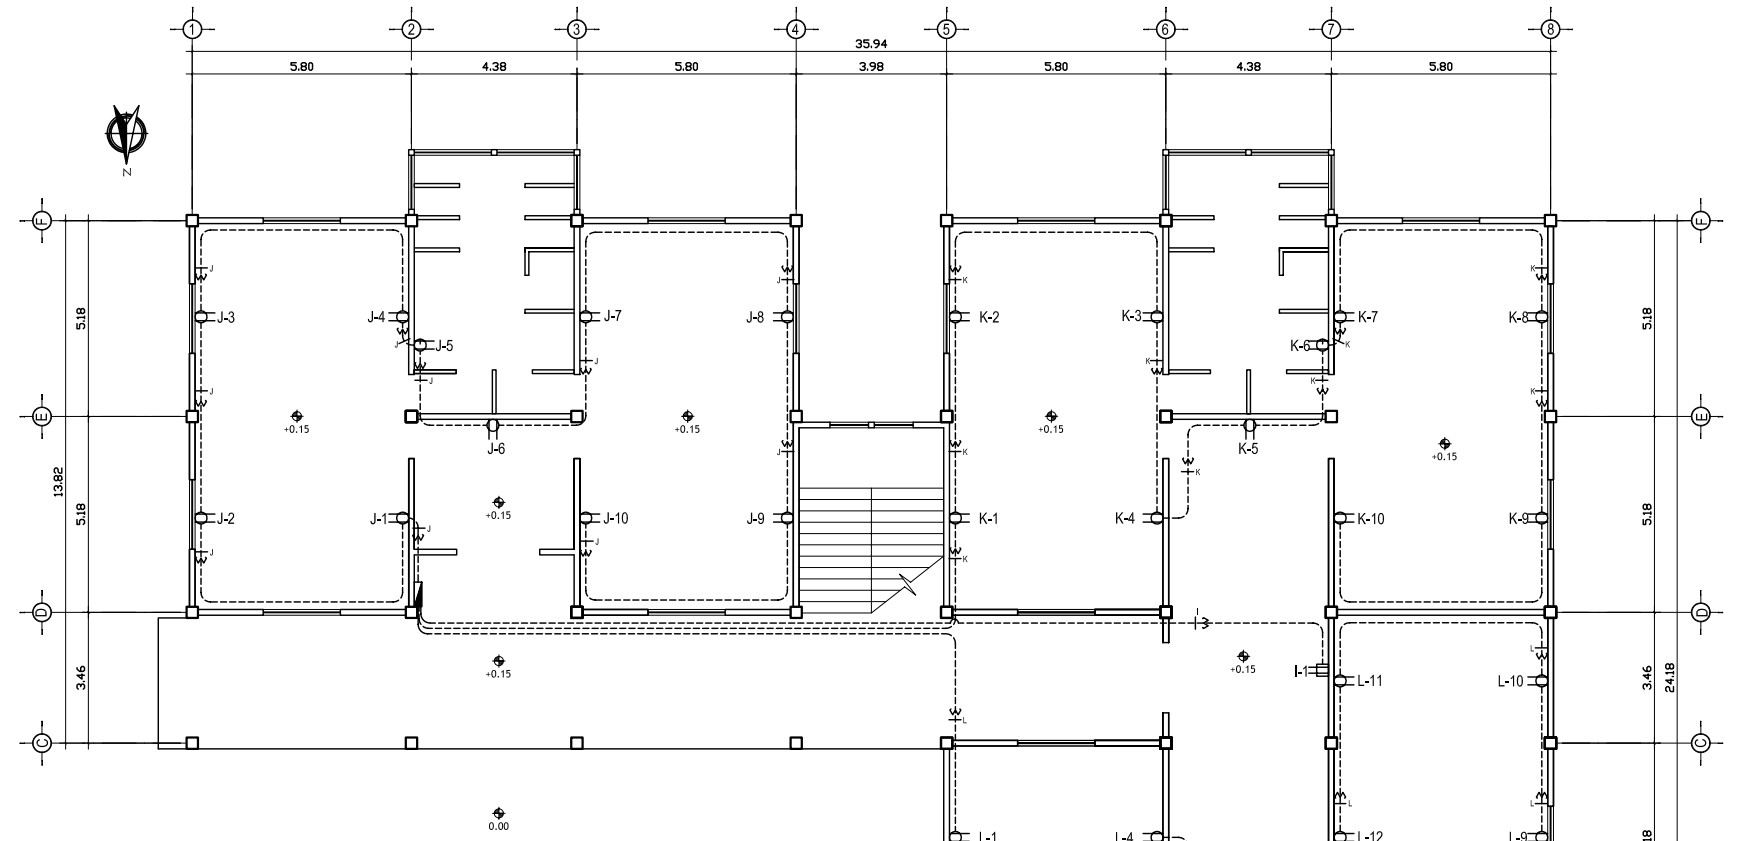 1 2 3 4 5 6 7 8
35.94
5.80 4.38 5.80 3.98 5.80 4.38 5.80
N
F F
J J K K
J-3 J-4 J-7 J-8 K-2 K-3 K-7 K-8
5.18 5.18
J J-5 K-6 K
J J K K
J K K
E E
+0.15 +0.15 +0.15
J-6 J K K-5 +0.15
K
13.82
+0.15
J-2 J-1 J-10 J-9 K-1 K-4 K-10 K-9
5.18 5.18
J J J K
D D
I
+0.15 +0.15 I-1 L
3.46 L-11 L-10 3.46 24.18
L
C C
L L
0.00
L-1 L-4 L-12 L-9